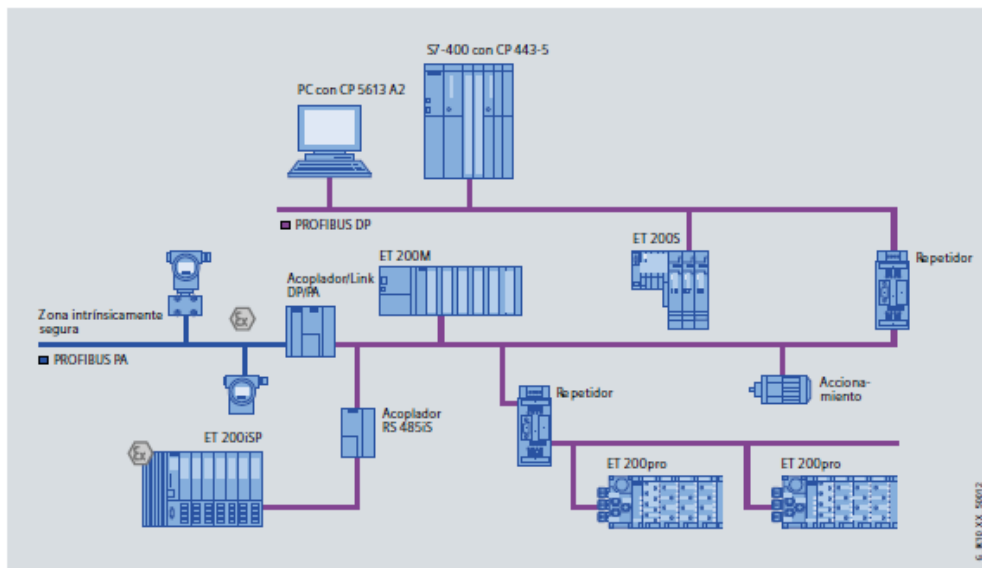 S7-400 con CP 443-5
PC con CP 5613 A2
PROFIBUS DP
ET 200M
ET 200S
Repetidor
Acoplador/Link
DP/PA
Zona intrínsicamente
segura
Ex
PROFIBUS PA
Acciona-
miento
Repetidor
Acoplador
RS 485iS
ET 200iSP
Ex
ET 200pro
ET 200pro